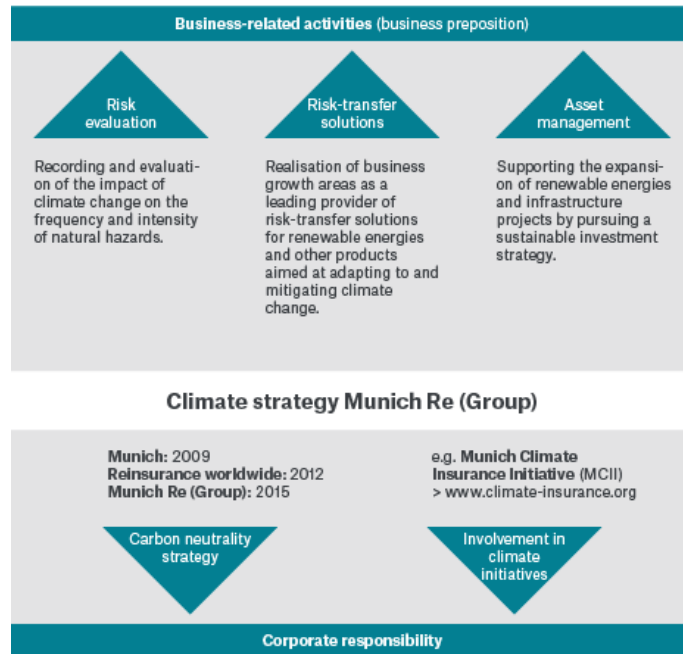 Business-related activities (business preposition)
Risk
evaluation
Recording and evaluati-
on of the impact of
climate change on the
frequency and intensity
of natural hazards.
Risk-transfer
solutions
Realisation of business
growth areas as a
leading provider of
risk-transfer solutions
for renewable energies
and other products
aimed at adapting to and
mitigating climate
change.
Asset
management
Supporting the expansi-
on of renewable energies
and infrastructure
projects by pursuing a
sustainable investment
strategy.
Climate strategy Munich Re (Group)
Munich: 2009
Reinsurance worldwide: 2012
Munich Re (Group): 2015
Carbon neutrality
strategy
e.g. Munich Climate
Insurance Initiative (MCII)
> www.climate-insurance.org
Involvement in
climate
initiatives
Corporate responsibility